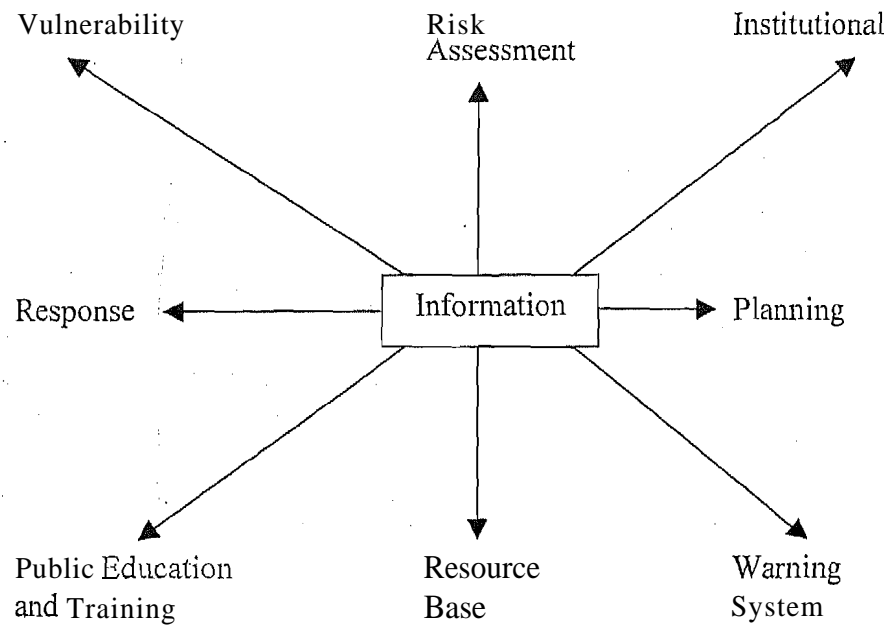 Vulnerability
Risk
Assessment
Institutional
Response
Information
Planning
Public Education
and Training
Resource
Base
Warning
System